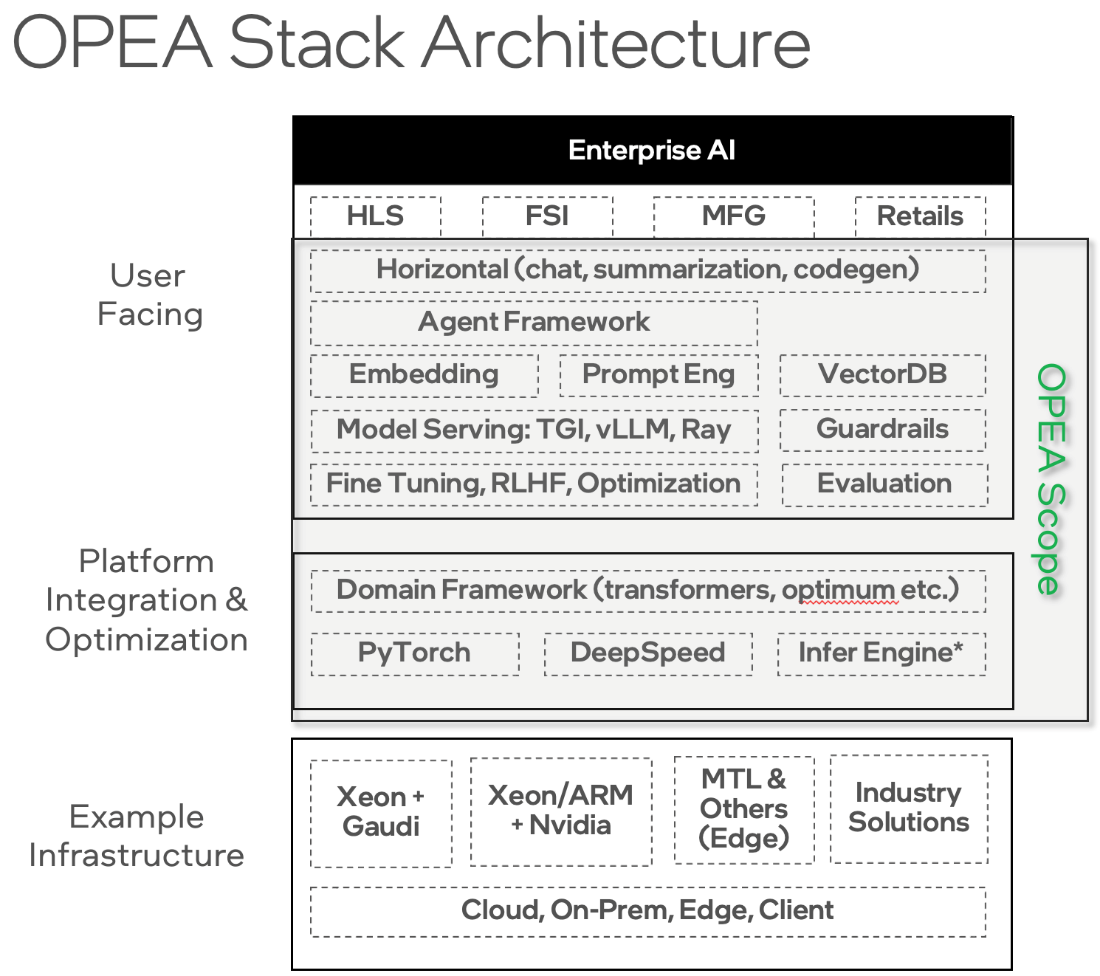 OPEA Stack Architecture
Enterprise AI
HLS
FSI
MFG
Retails
User
Facing
Horizontal (chat, summarization, codegen)
Agent Framework
Embedding
Prompt Eng
VectorDB
Model Serving: TGI, vLLM, Ray
Guardrails
Fine Tuning, RLHF, Optimization
Evaluation
OPEA Scope
Platform
Integration &
Optimization
Domain Framework (transformers, optimum etc.)
PyTorch
DeepSpeed
Infer Engine*
Example
Infrastructure
Xeon +
Gaudi
Xeon/ARM
+ Nvidia
MTL &
Others
(Edge)
Industry
Solutions
Cloud, On-Prem, Edge, Client